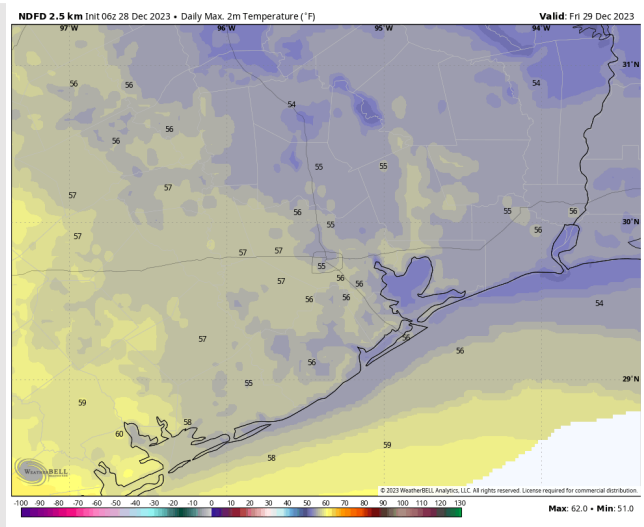 NDFD 2.5 km Init 06z 28 Dec 2023 • Daily Max. 2m Temperature (°F) Valid: Fri 29 Dec 2023
97°W 96°W 95°W 94°W
31°N
56 56 54
54
56
56
55 55
57
57
56 55 56
55
57
56
30°N
57 57
55
57 56 56
56 56
54
57
56
56
56
29°N
55
59
58
60
59
58
WEATHERBELL
© 2023 WeatherBELL Analytics, LLC. All rights reserved. License required for commercial distribution.
-100 -90 -80 -70 -60 -50 -40 -30 -20 -10 0 10 20 30 40 50 60 70 80 90 100 110 120 130
Max: 62.0 • Min: 51.0